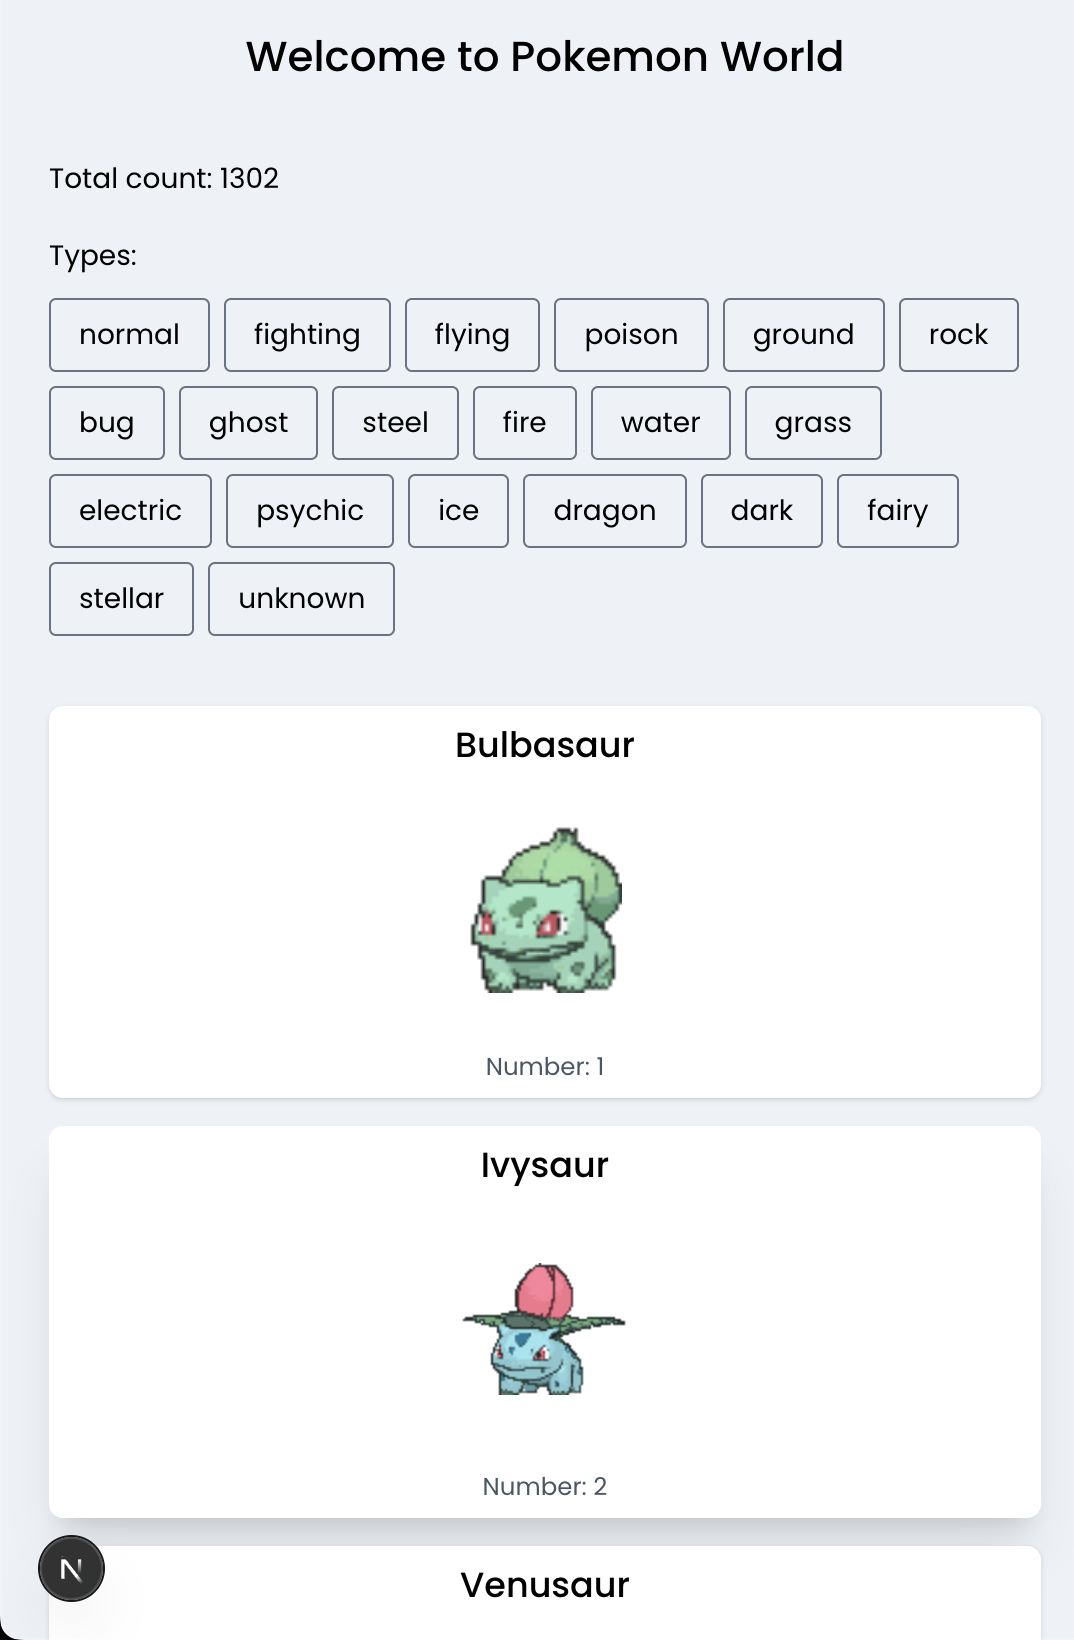 Welcome to Pokemon World
Total count: 1302
Types:
normal fighting flying poison ground rock
bug ghost steel fire water grass
electric psychic ice dragon dark fairy
stellar unknown
Bulbasaur
Number: 1
Ivysaur
Number: 2
N
Venusaur